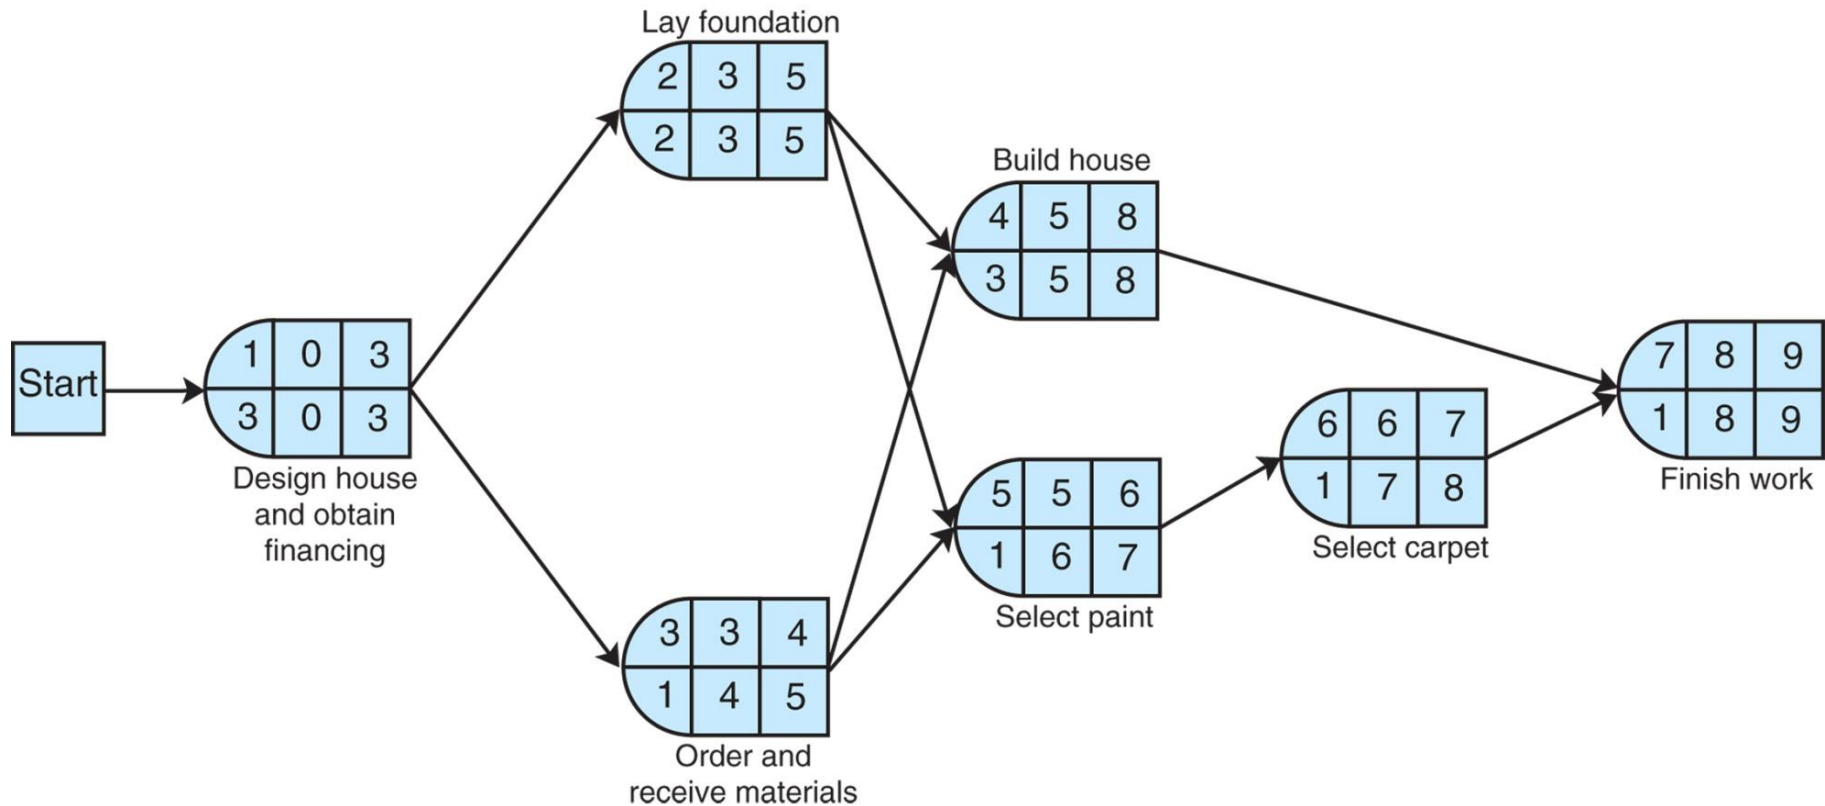 Lay foundation
2 3 5
2 3 5
Build house
4 5 8
3 5 8
Start
1 0 3
3 0 3
Design house
and obtain
financing
7 8 9
1 8 9
Finish work
6 6 7
1 7 8
Select carpet
5 5 6
1 6 7
Select paint
3 3 4
1 4 5
Order and
receive materials